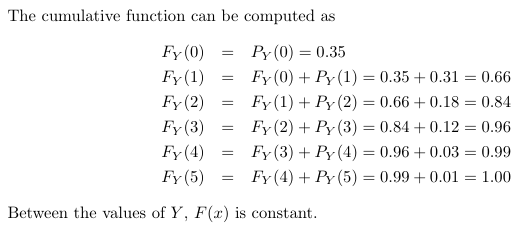 The cumulative function can be computed as
F_Y(0) = P_Y(0) = 0.35
F_Y(1) = F_Y(0) + P_Y(1) = 0.35 + 0.31 = 0.66
F_Y(2) = F_Y(1) + P_Y(2) = 0.66 + 0.18 = 0.84
F_Y(3) = F_Y(2) + P_Y(3) = 0.84 + 0.12 = 0.96
F_Y(4) = F_Y(3) + P_Y(4) = 0.96 + 0.03 = 0.99
F_Y(5) = F_Y(4) + P_Y(5) = 0.99 + 0.01 = 1.00
Between the values of Y, F(x) is constant.